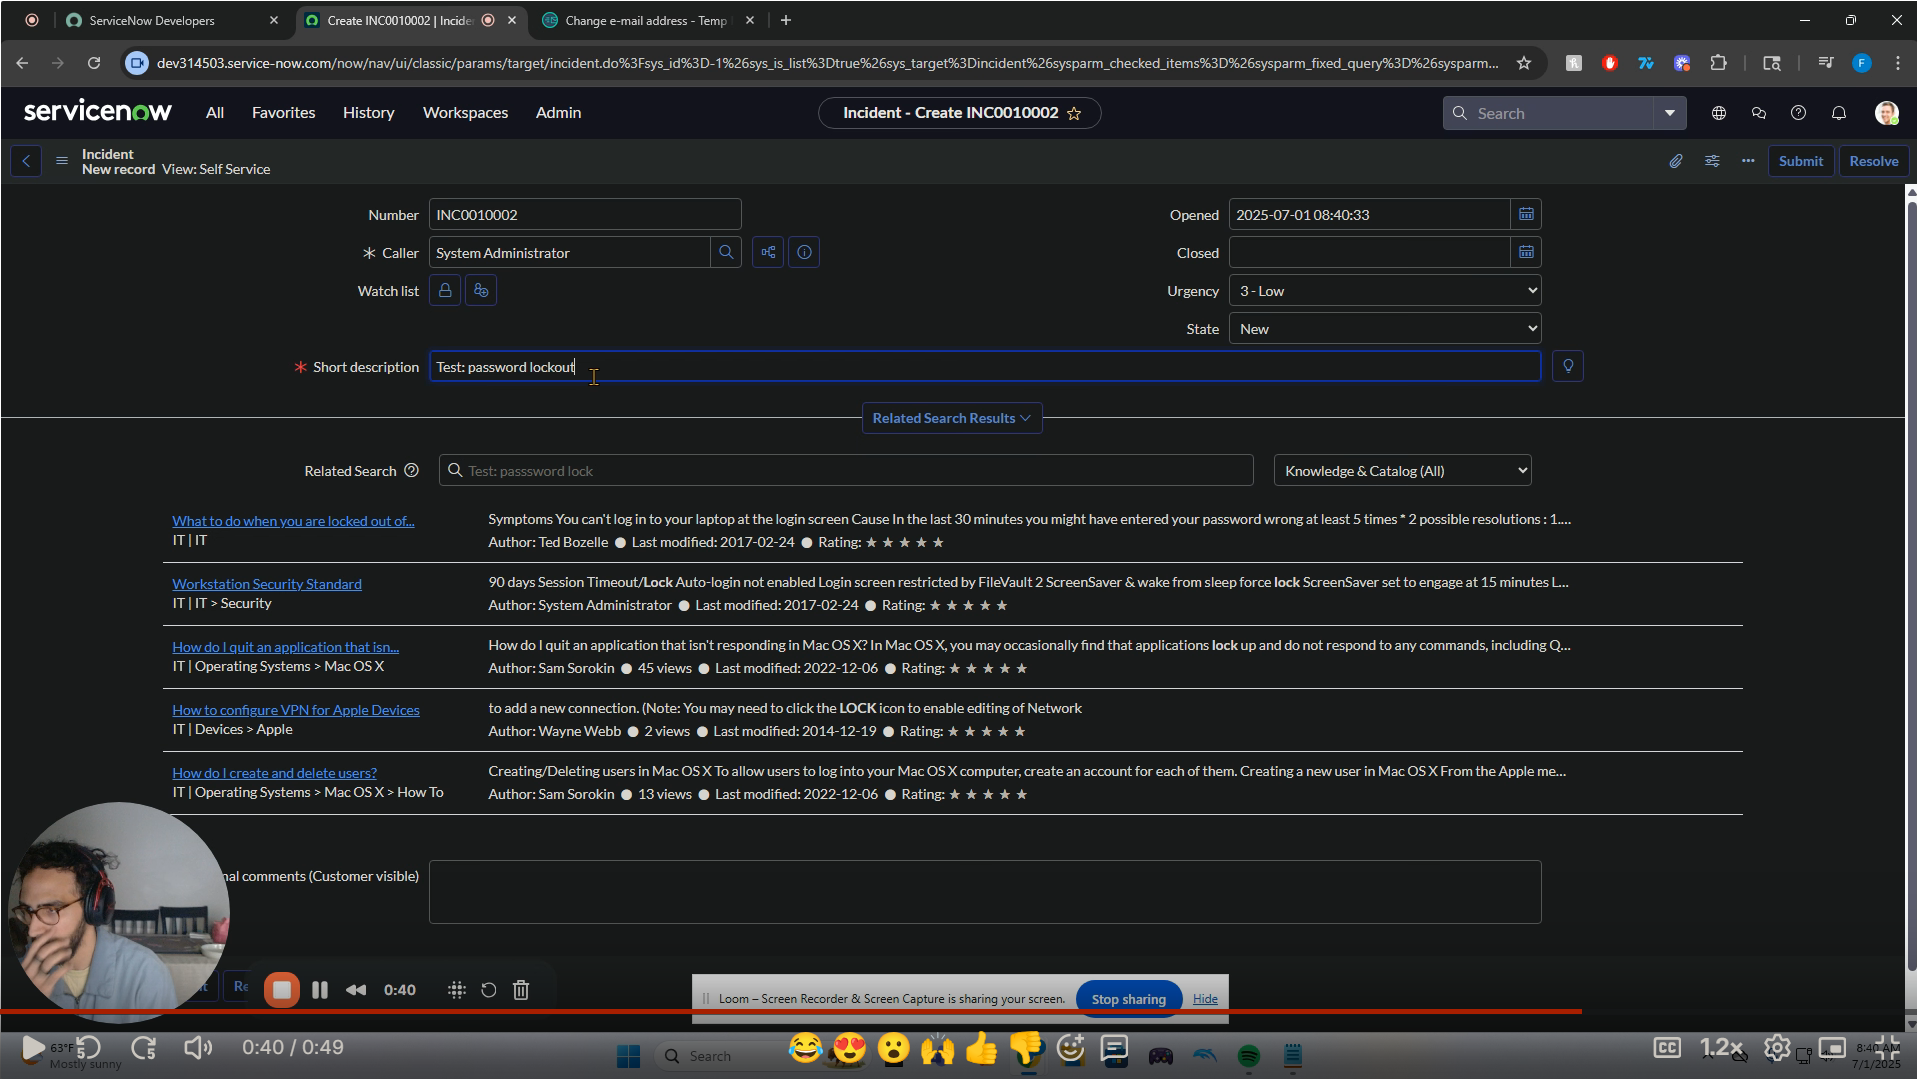 ServiceNow Developers
Create INC0010002 | Incide
Change e-mail address - Temp
dev314503.service-now.com/now/nav/ui/classic/params/target/incident.do%3Fsys_id%3D-1%26sys_is_list%3Dtrue%26sys_target%3Dincident%26sysparm_checked_items%3D%26sysparm_fixed_query%3D%26sysparm...
F
servicenow
All Favorites History Workspaces Admin
Incident - Create INC0010002
Search
Incident
New record View: Self Service
Submit
Resolve
Number INC0010002
Opened 2025-07-01 08:40:33
Caller System Administrator
Closed
Watch list
Urgency 3 - Low
State New
Short description Test: password lockout
Related Search Results
Related Search Test: passsword lock
Knowledge & Catalog (All)
What to do when you are locked out of...
IT | IT
Symptoms You can't log in to your laptop at the login screen Cause In the last 30 minutes you might have entered your password wrong at least 5 times * 2 possible resolutions : 1....
Author: Ted Bozelle ● Last modified: 2017-02-24 ● Rating: ★ ★ ★ ★ ★
Workstation Security Standard
IT | IT > Security
90 days Session Timeout/Lock Auto-login not enabled Login screen restricted by FileVault 2 ScreenSaver & wake from sleep force lock ScreenSaver set to engage at 15 minutes L...
Author: System Administrator ● Last modified: 2017-02-24 ● Rating: ★ ★ ★ ★ ★
How do I quit an application that isn...
IT | Operating Systems > Mac OS X
How do I quit an application that isn't responding in Mac OS X? In Mac OS X, you may occasionally find that applications lock up and do not respond to any commands, including Q...
Author: Sam Sorokin ● 45 views ● Last modified: 2022-12-06 ● Rating: ★ ★ ★ ★ ★
How to configure VPN for Apple Devices
IT | Devices > Apple
to add a new connection. (Note: You may need to click the LOCK icon to enable editing of Network
Author: Wayne Webb ● 2 views ● Last modified: 2014-12-19 ● Rating: ★ ★ ★ ★ ★
How do I create and delete users?
IT | Operating Systems > Mac OS X > How To
Creating/Deleting users in Mac OS X To allow users to log into your Mac OS X computer, create an account for each of them. Creating a new user in Mac OS X From the Apple me...
Author: Sam Sorokin ● 13 views ● Last modified: 2022-12-06 ● Rating: ★ ★ ★ ★ ★
nal comments (Customer visible)
Re
0:40
Loom – Screen Recorder & Screen Capture is sharing your screen.
Stop sharing
Hide
63°F
Mostly sunny
5
5
0:40 / 0:49
Search
CC
1.2x
8:40 AM
7/1/2025